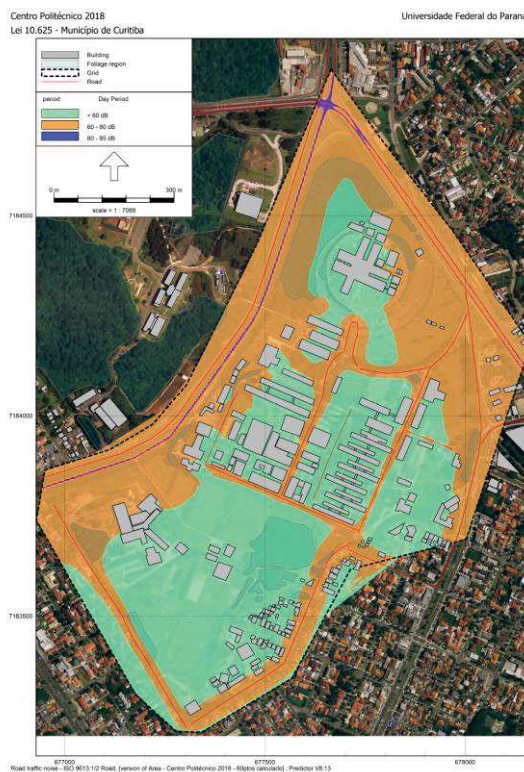 Centro Politécnico 2018
Universidade Federal do Paraná
Lei 10.625 - Município de Curitiba
Building
Foliage region
Grid
Road
period
Day Period
< 60 dB
60 - 80 dB
80 - 85 dB
0 m
300 m
scale = 1 : 7088
7184500
7184000
7183500
677000
677500
678000
Road traffic noise - ISO 9613.1/2 Road, [version of Area - Centro Politécnico 2018 - 60ptos calculado] , Predictor V8.13